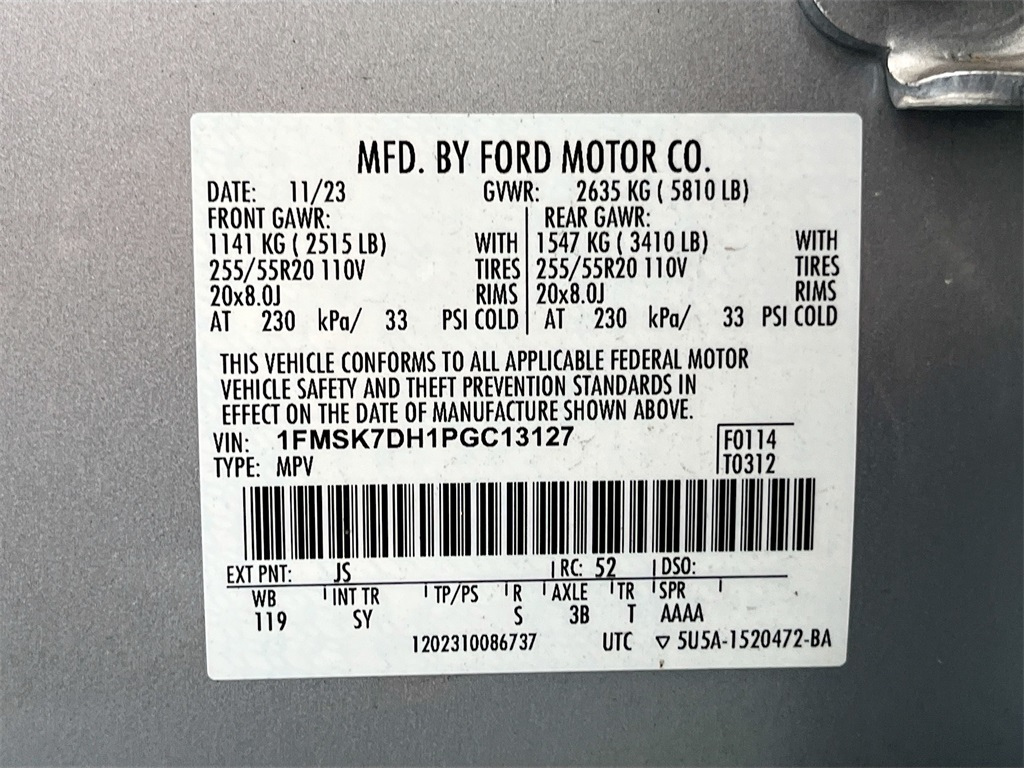 MFD. BY FORD MOTOR CO.
DATE: 11/23 GVWR: 2635 KG ( 5810 LB)
FRONT GAWR: REAR GAWR:
1141 KG ( 2515 LB) WITH 1547 KG ( 3410 LB) WITH
255/55R20 110V TIRES 255/55R20 110V TIRES
20x8.0J RIMS 20x8.0J RIMS
AT 230 kPa/ 33 PSI COLD AT 230 kPa/ 33 PSI COLD
THIS VEHICLE CONFORMS TO ALL APPLICABLE FEDERAL MOTOR
VEHICLE SAFETY AND THEFT PREVENTION STANDARDS IN
EFFECT ON THE DATE OF MANUFACTURE SHOWN ABOVE.
VIN: 1FMSK7DH1PGC13127 F0114
TYPE: MPV T0312
EXT PNT: JS RC: 52 DSO:
WB INT TR TP/PS R AXLE TR SPR
119 SY S 3B T AAAA
1202310086737 UTC ▽ 5U5A-1520472-BA